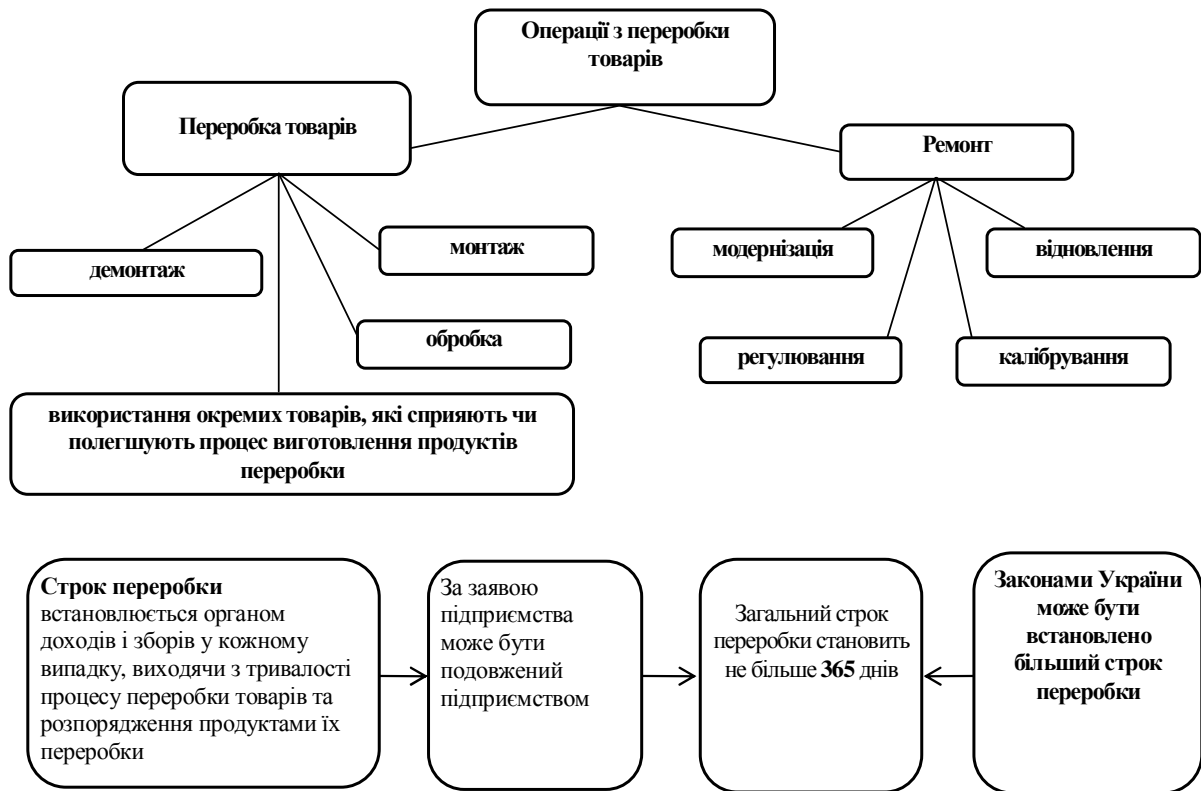 Операції з переробки
товарів
Переробка товарів
Ремонт
демонтаж
монтаж
обробка
використання окремих товарів, які сприяють чи
полегшують процес виготовлення продуктів
переробки
модернізація
відновлення
регулювання
калібрування
Строк переробки
встановлюється органом
доходів і зборів у кожному
випадку, виходячи з тривалості
процесу переробки товарів та
розпорядження продуктами їх
переробки
За заявою
підприємства
може бути
подовжений
підприємством
Загальний строк
переробки становить
не більше 365 днів
Законами України
може бути
встановлено
більший строк
переробки